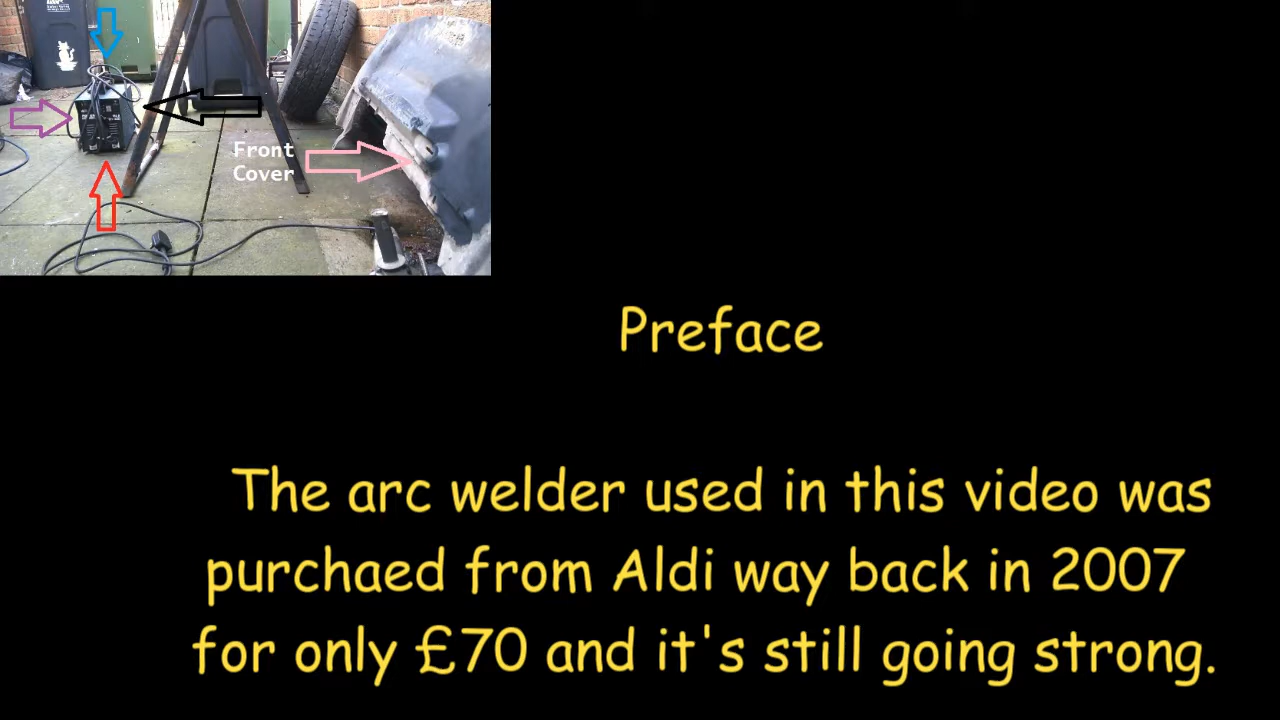 Front
Cover
Preface
The arc welder used in this video was
purchaed from Aldi way back in 2007
for only £70 and it's still going strong.